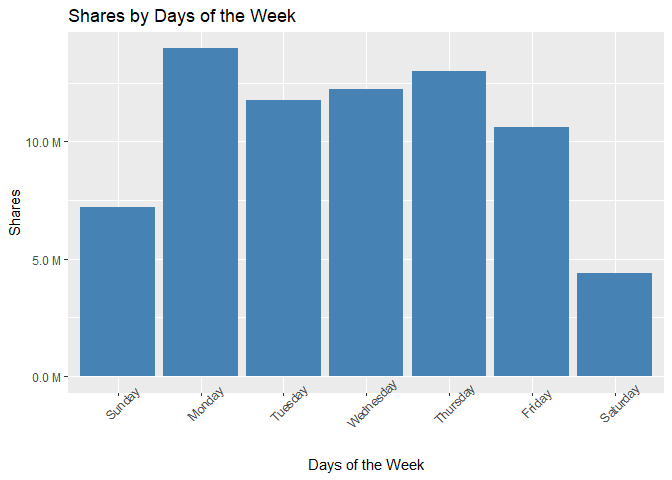 Shares by Days of the Week
Shares
10.0 M
5.0 M
0.0 M
Sunday
Monday
Tuesday
Wednesday
Thursday
Friday
Saturday
Days of the Week